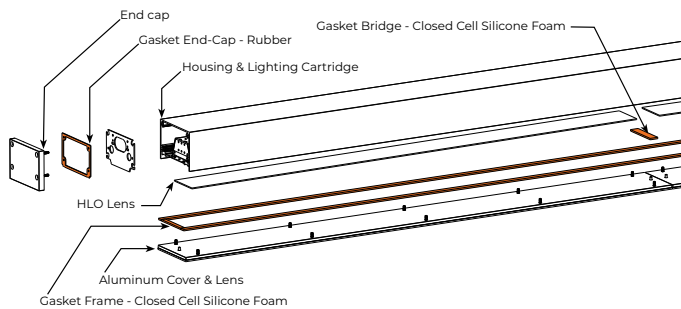 End cap
Gasket Bridge - Closed Cell Silicone Foam
Gasket End-Cap - Rubber
Housing & Lighting Cartridge
HLO Lens
Aluminum Cover & Lens
Gasket Frame - Closed Cell Silicone Foam